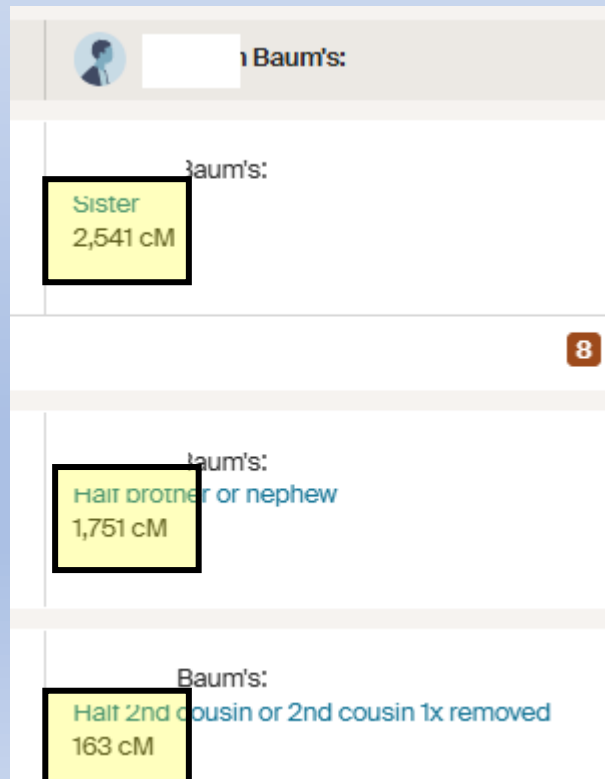 Baum's:
Baum's:
Sister
2,541 cM
8
Baum's:
Half brother or nephew
1,751 cM
Baum's:
Half 2nd cousin or 2nd cousin 1x removed
163 cM